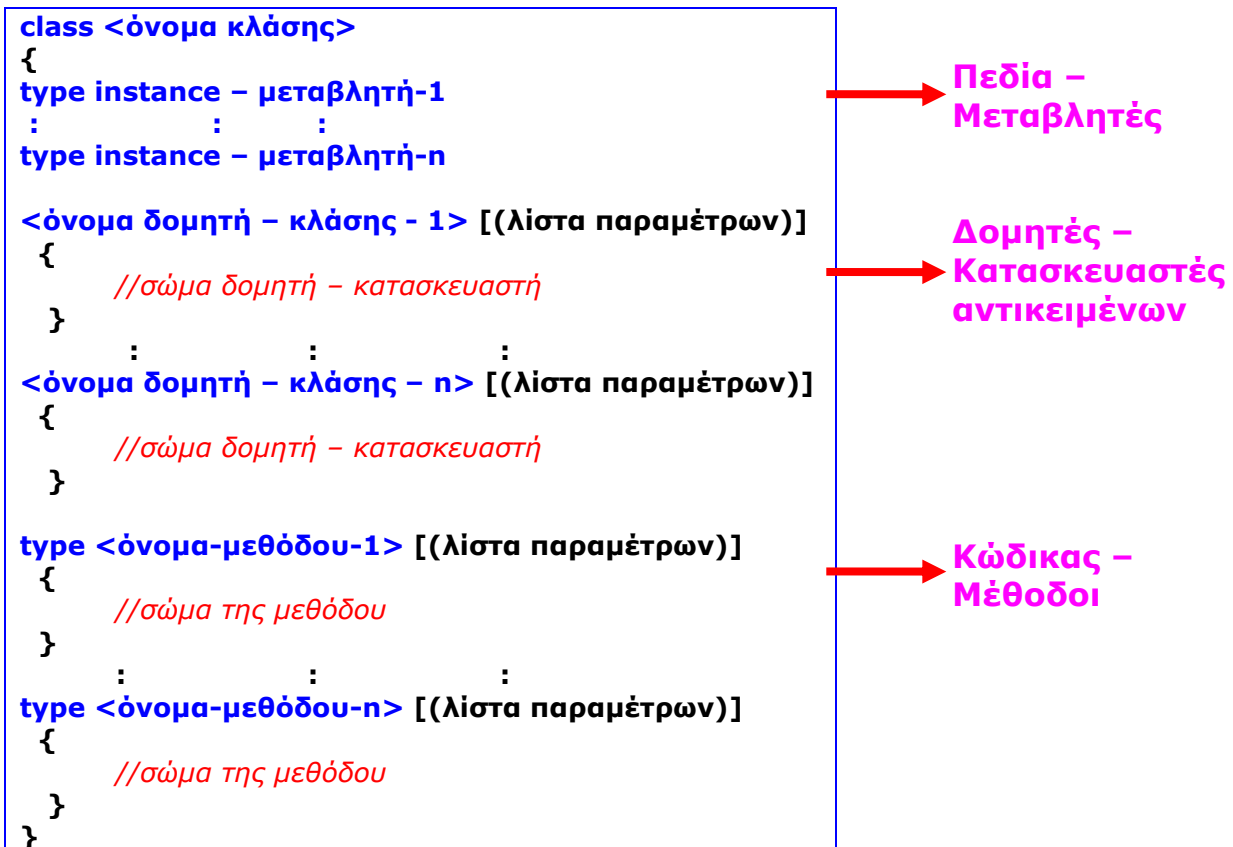 class <όνομα κλάσης>
{
type instance – μεταβλητή-1
: : :
type instance – μεταβλητή-n
<όνομα δομητή – κλάσης - 1> [(λίστα παραμέτρων)]
{
//σώμα δομητή – κατασκευαστή
}
: : :
<όνομα δομητή – κλάσης – n> [(λίστα παραμέτρων)]
{
//σώμα δομητή – κατασκευαστή
}
type <όνομα-μεθόδου-1> [(λίστα παραμέτρων)]
{
//σώμα της μεθόδου
}
: : :
type <όνομα-μεθόδου-n> [(λίστα παραμέτρων)]
{
//σώμα της μεθόδου
}
}
Πεδία –
Μεταβλητές
Δομητές –
Κατασκευαστές
αντικειμένων
Κώδικας –
Μέθοδοι